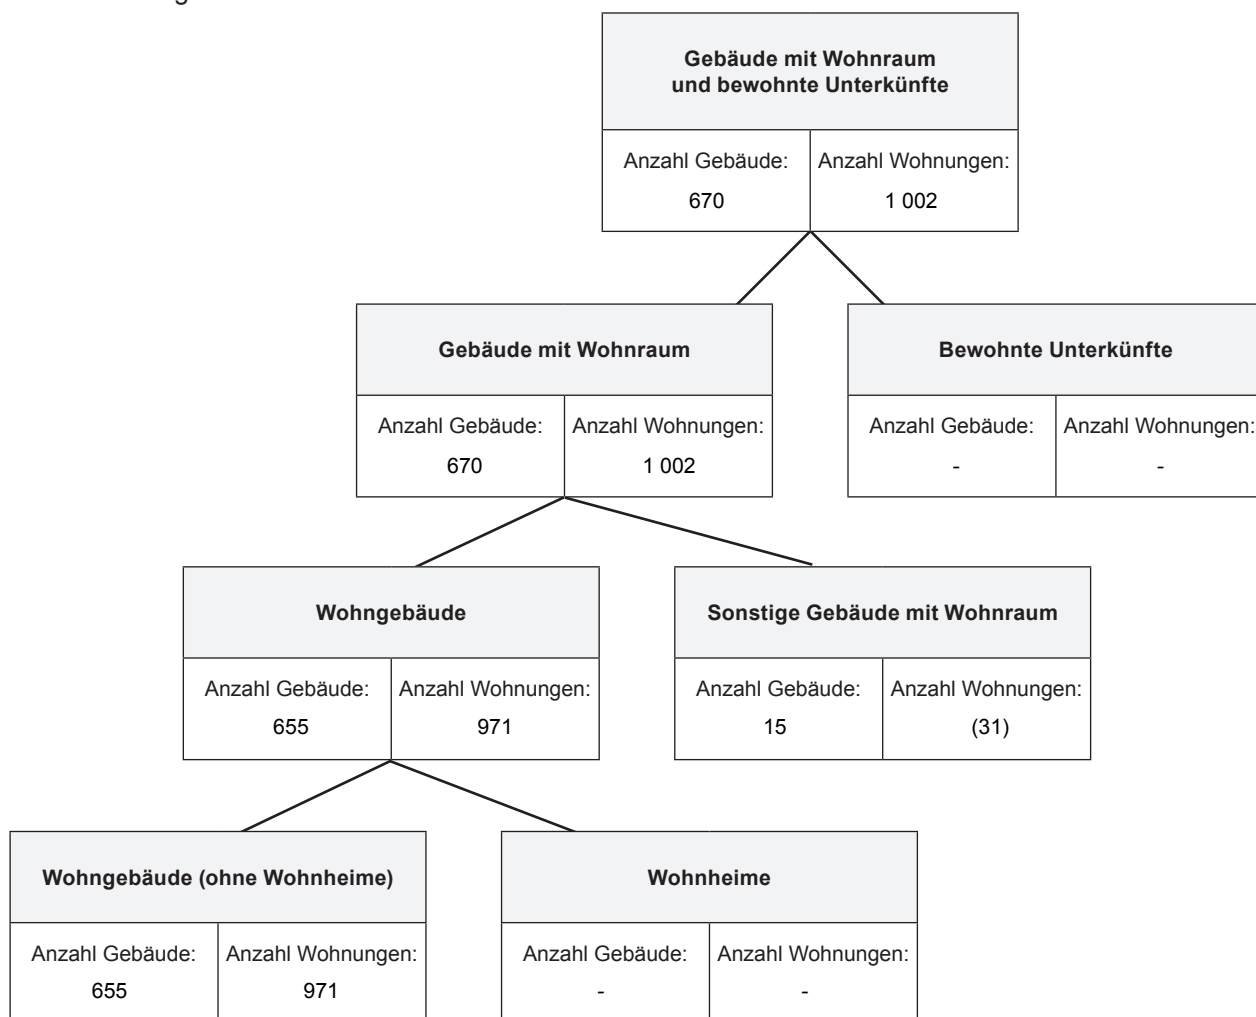 Gebäude mit Wohnraum
und bewohnte Unterkünfte
Anzahl Gebäude: Anzahl Wohnungen:
670 1 002
Gebäude mit Wohnraum
Anzahl Gebäude: Anzahl Wohnungen:
670 1 002
Bewohnte Unterkünfte
Anzahl Gebäude: Anzahl Wohnungen:
- -
Wohngebäude
Anzahl Gebäude: Anzahl Wohnungen:
655 971
Sonstige Gebäude mit Wohnraum
Anzahl Gebäude: Anzahl Wohnungen:
15 (31)
Wohngebäude (ohne Wohnheime)
Anzahl Gebäude: Anzahl Wohnungen:
655 971
Wohnheime
Anzahl Gebäude: Anzahl Wohnungen:
- -